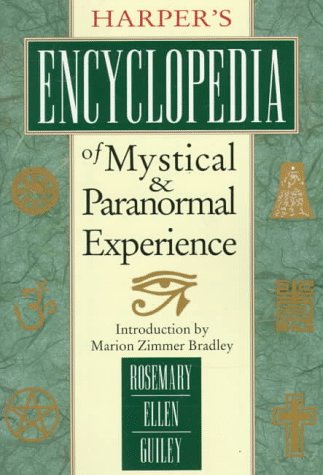 HARPER'S
ENCYCLOPEDIA
of Mystical
&
Paranormal
Experience
Introduction by
Marion Zimmer Bradley
ROSEMARY
ELLEN
GUILEY